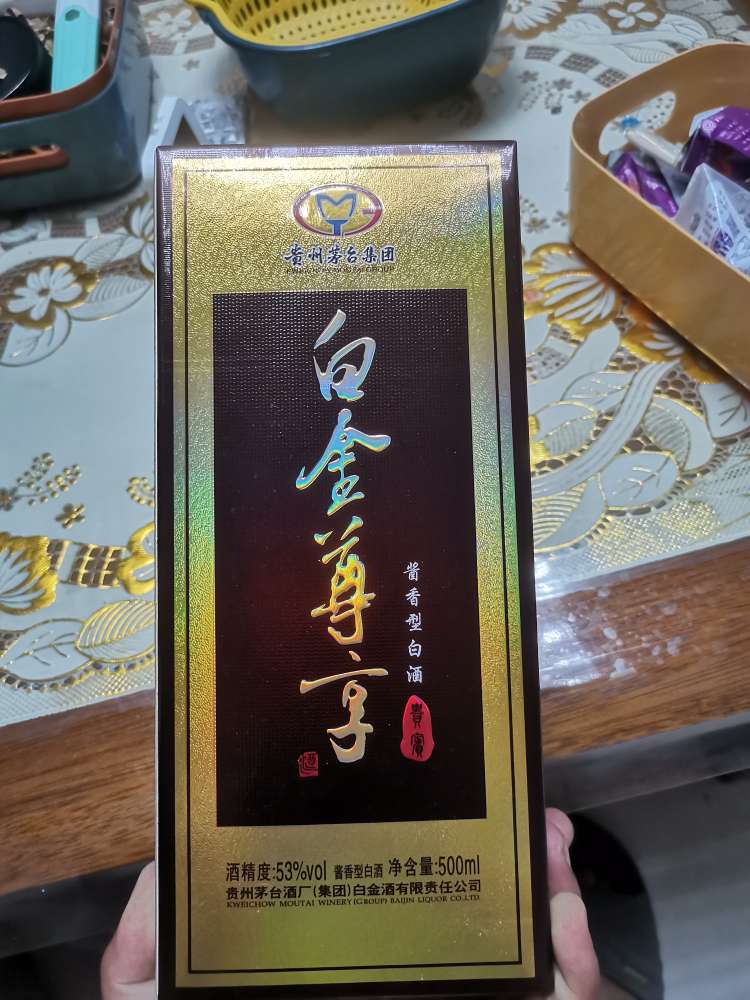 贵州茅台集团
白金尊享
酱香型白酒
貴賓
酒精度:53%vol 酱香型白酒 净含量:500ml
贵州茅台酒厂(集团)白金酒有限责任公司
KWEICHOW MOUTAI WINERY (GROUP) BAIJIN LIQUOR CO.,LTD.